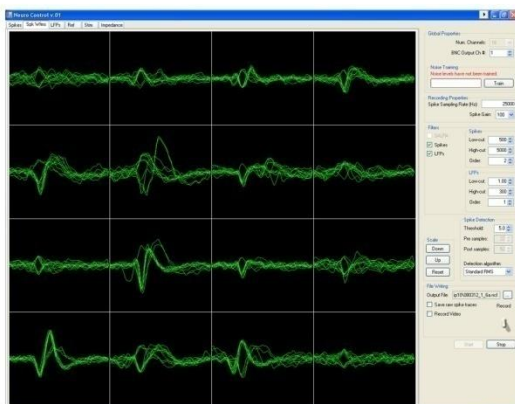 Neuro Control v.01
Spikes Spk Wfms LFPs Ref Stim Impedance
Global Properties
Num. Channels:
BNC Output Ch #: 1
Noise Training
Noise levels have not been trained.
Train
Recording Properties
Spike Sampling Rate (Hz): 25000
Spike Gain: 100
Filters
Spikes
LFPs
Spikes
Low-cut: 500
High-cut:
Order: 2
LFPs
Low-cut: 1.00
High-cut: 300
Order: 1
Spike Detection
Threshold: 5.0
Pre samples:
Post samples:
Detection algorithm
Standard RMS
Scale
Down
Up
Reset
File Writing
Output File: ...
Save raw spike traces
Record Video
Record
Start Stop